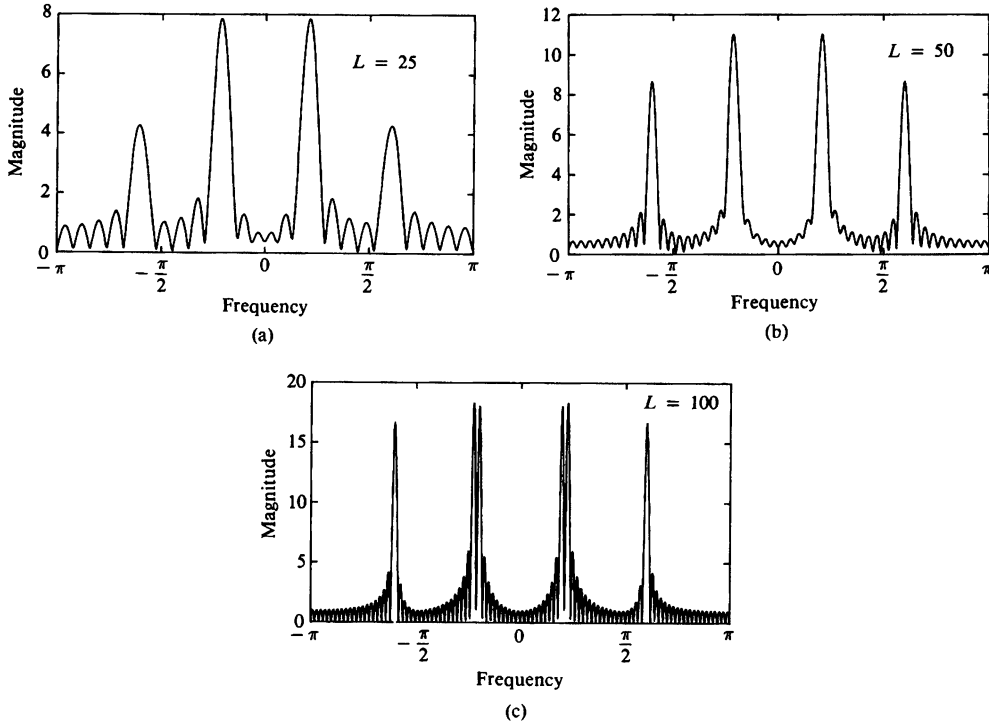 Magnitude
8
6
4
2
0
L = 25
−π
−π/2
0
π/2
π
Frequency
(a)
Magnitude
12
10
8
6
4
2
0
L = 50
−π
−π/2
0
π/2
π
Frequency
(b)
Magnitude
20
15
10
5
0
L = 100
−π
−π/2
0
π/2
π
Frequency
(c)